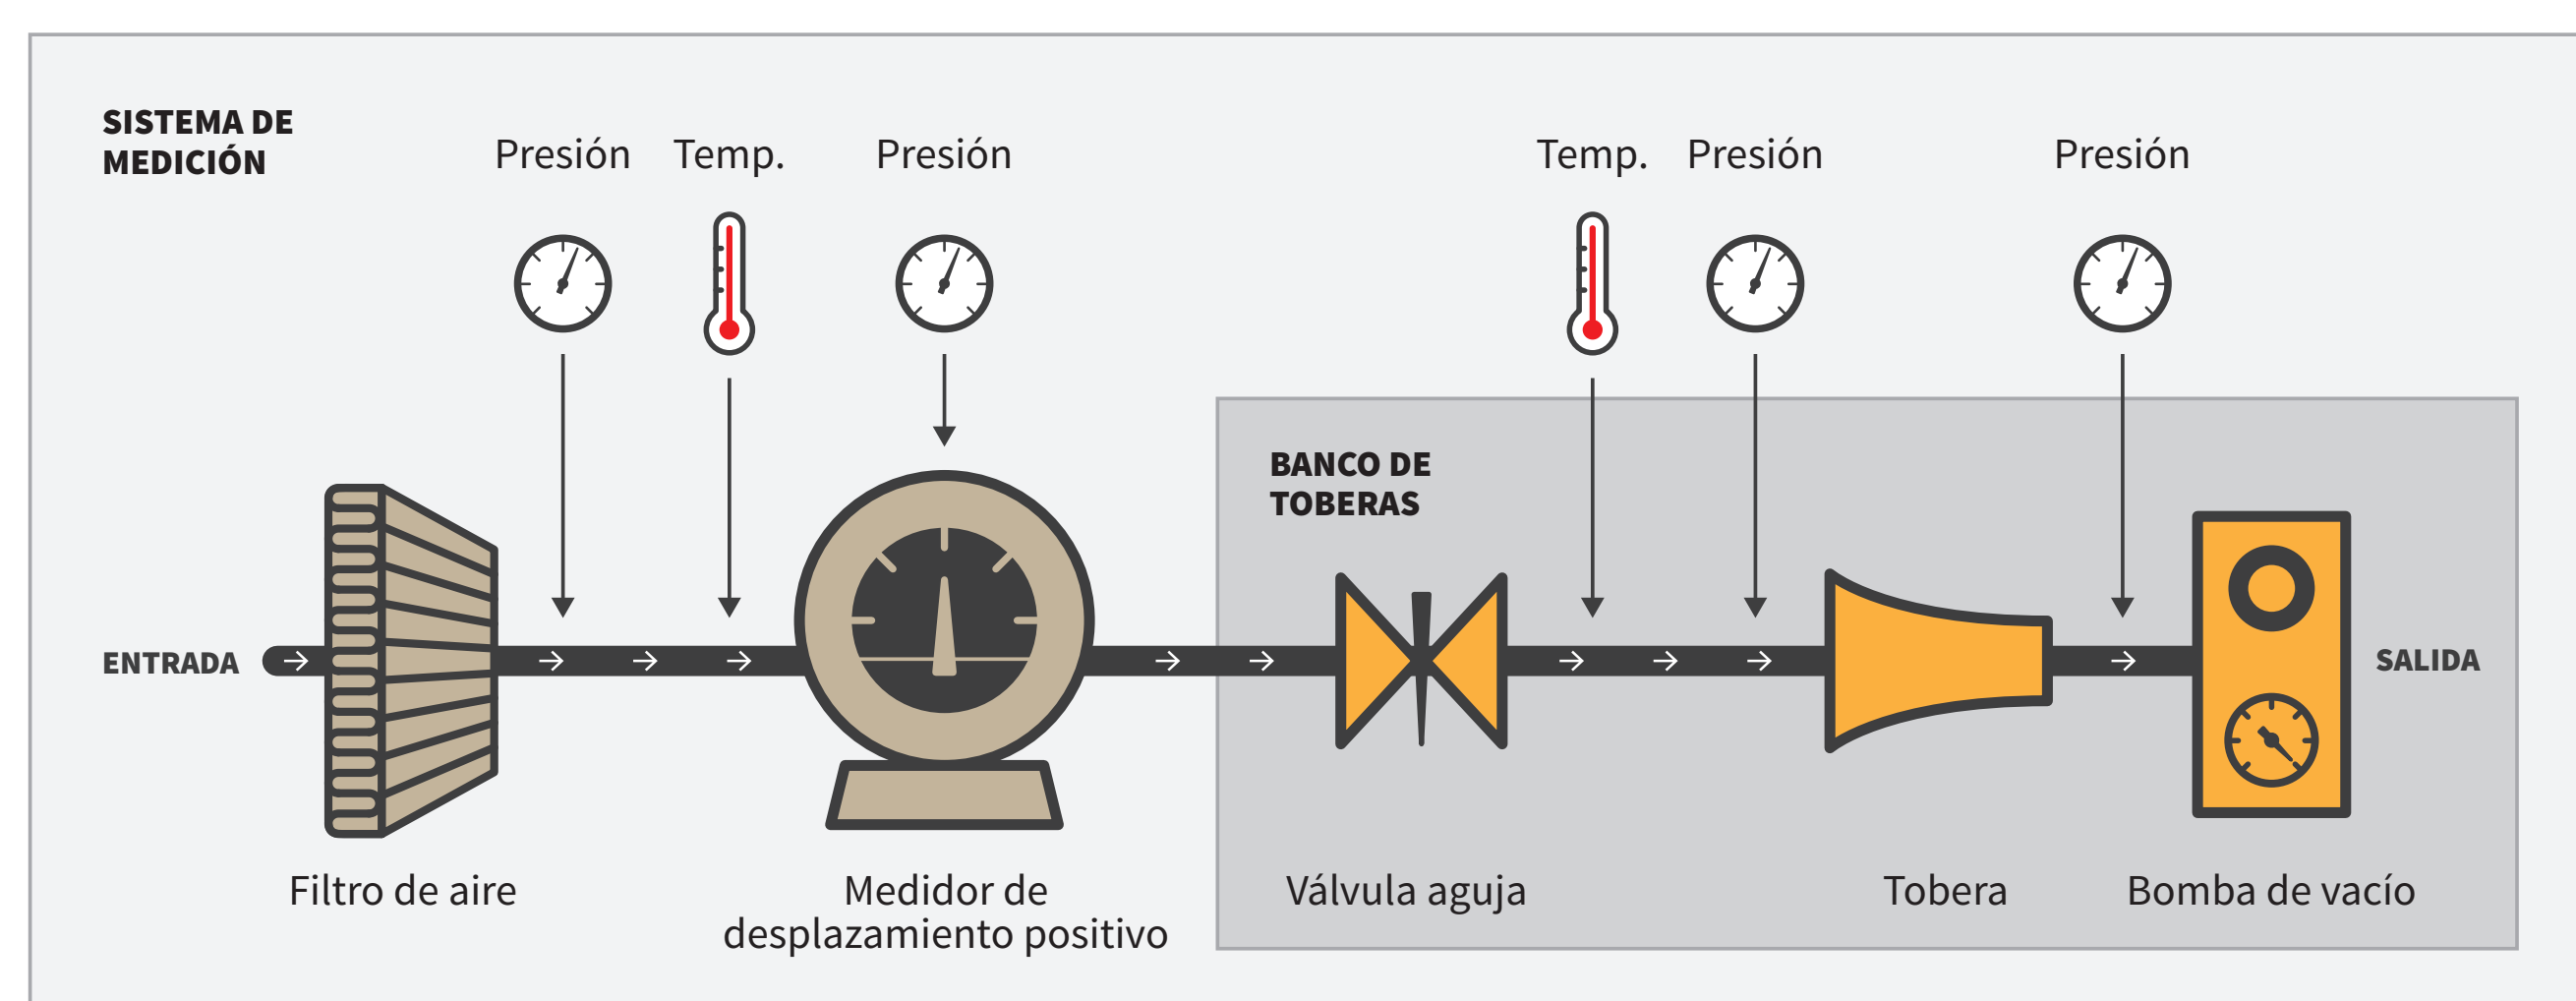 SISTEMA DE
MEDICIÓN
Presión
Temp.
Presión
Temp.
Presión
Presión
BANCO DE
TOBERAS
ENTRADA
SALIDA
Filtro de aire
Medidor de
desplazamiento positivo
Válvula aguja
Tobera
Bomba de vacío